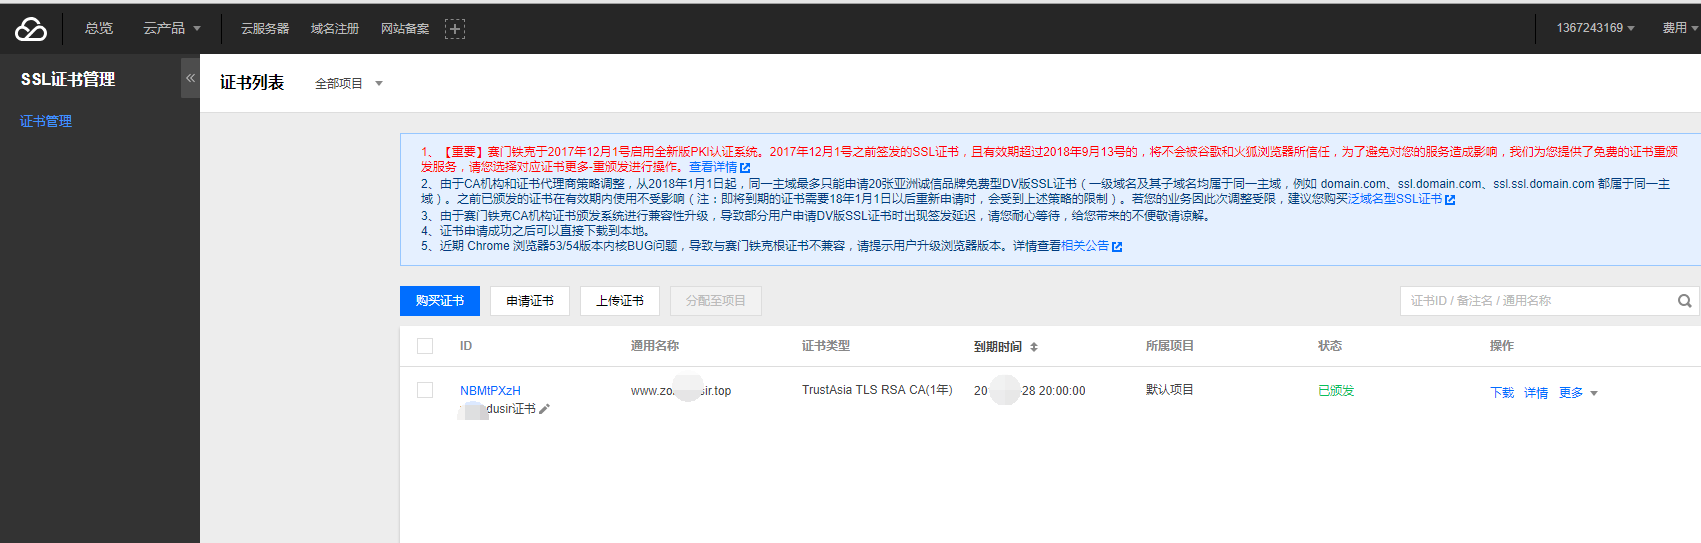 总览 云产品 云服务器 域名注册 网站备案 1367243169 费用
SSL证书管理
证书管理
证书列表 全部项目
1、【重要】赛门铁克于2017年12月1号启用全新版PKI认证系统。2017年12月1号之前签发的SSL证书，且有效期超过2018年9月13号的，将不会被谷歌和火狐浏览器所信任，为了避免对您的服务造成影响，我们为您提供了免费的证书重颁
发服务，请您选择对应证书更多-重颁发进行操作。查看详情
2、由于CA机构和证书代理商策略调整，从2018年1月1日起，同一主域最多只能申请20张亚洲诚信品牌免费型DV版SSL证书（一级域名及其子域名均属于同一主域，例如 domain.com、ssl.domain.com、ssl.ssl.domain.com 都属于同一主
域）。之前已颁发的证书在有效期内使用不受影响（注：即将到期的证书需要18年1月1日以后重新申请时，会受到上述策略的限制）。若您的业务因此次调整受限，建议您购买泛域名型SSL证书
3、由于赛门铁克CA机构证书颁发系统进行兼容性升级，导致部分用户申请DV版SSL证书时出现签发延迟，请您耐心等待，给您带来的不便敬请谅解。
4、证书申请成功之后可以直接下载到本地。
5、近期 Chrome 浏览器53/54版本内核BUG问题，导致与赛门铁克根证书不兼容，请提示用户升级浏览器版本。详情查看相关公告
购买证书 申请证书 上传证书 分配至项目 证书ID / 备注名 / 通用名称
ID 通用名称 证书类型 到期时间 所属项目 状态 操作
NBMtPXzH www.zo sir.top TrustAsia TLS RSA CA(1年) 20 -28 20:00:00 默认项目 已颁发 下载 详情 更多
dusir证书